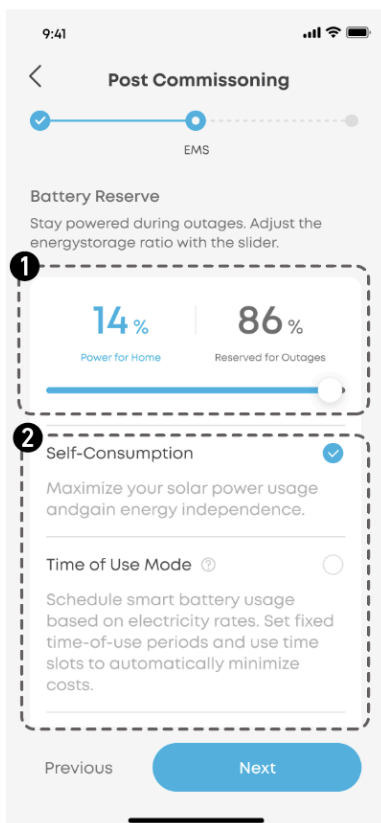 9:41
Post Commissoning
EMS
Battery Reserve
Stay powered during outages. Adjust the
energystorage ratio with the slider.
1
14% 86%
Power for Home Reserved for Outages
2
Self-Consumption
Maximize your solar power usage
andgain energy independence.
Time of Use Mode ?
Schedule smart battery usage
based on electricity rates. Set fixed
time-of-use periods and use time
slots to automatically minimize
costs.
Previous Next